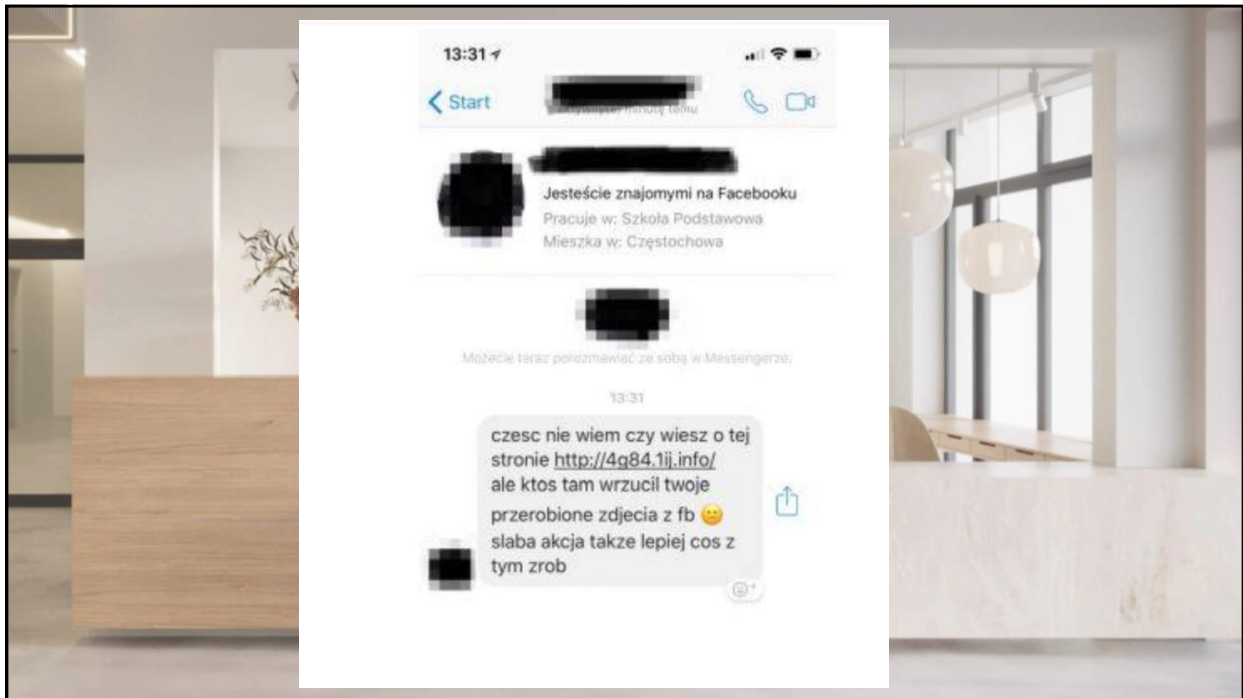 13:31
Start
minutę temu
Jesteście znajomymi na Facebooku
Pracuje w: Szkoła Podstawowa
Mieszka w: Częstochowa
Możecie teraz porozmawiać ze sobą w Messengerze.
13:31
czesc nie wiem czy wiesz o tej
stronie http://4g84.1ij.info/
ale ktos tam wrzucil twoje
przerobione zdjecia z fb 😕
slaba akcja takze lepiej cos z
tym zrob